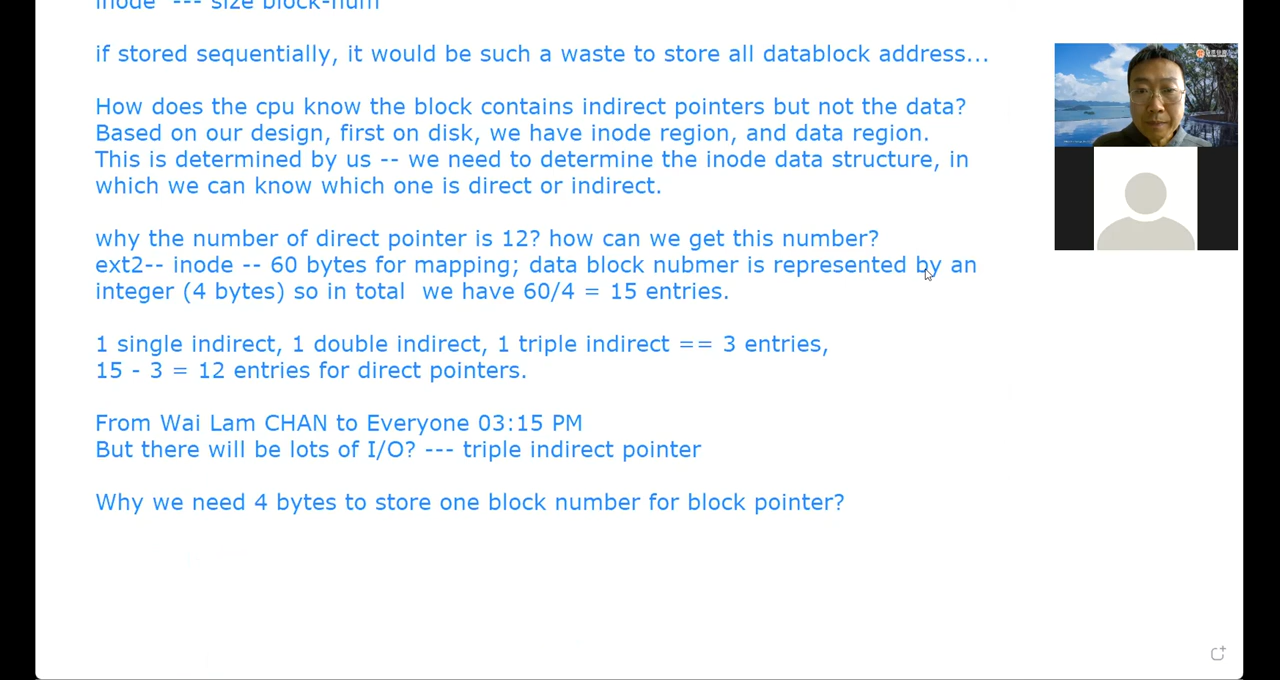 inode --- size block-num
if stored sequentially, it would be such a waste to store all datablock address...
How does the cpu know the block contains indirect pointers but not the data?
Based on our design, first on disk, we have inode region, and data region.
This is determined by us -- we need to determine the inode data structure, in
which we can know which one is direct or indirect.
why the number of direct pointer is 12? how can we get this number?
ext2-- inode -- 60 bytes for mapping; data block nubmer is represented by an
integer (4 bytes) so in total we have 60/4 = 15 entries.
1 single indirect, 1 double indirect, 1 triple indirect == 3 entries,
15 - 3 = 12 entries for direct pointers.
From Wai Lam CHAN to Everyone 03:15 PM
But there will be lots of I/O? --- triple indirect pointer
Why we need 4 bytes to store one block number for block pointer?